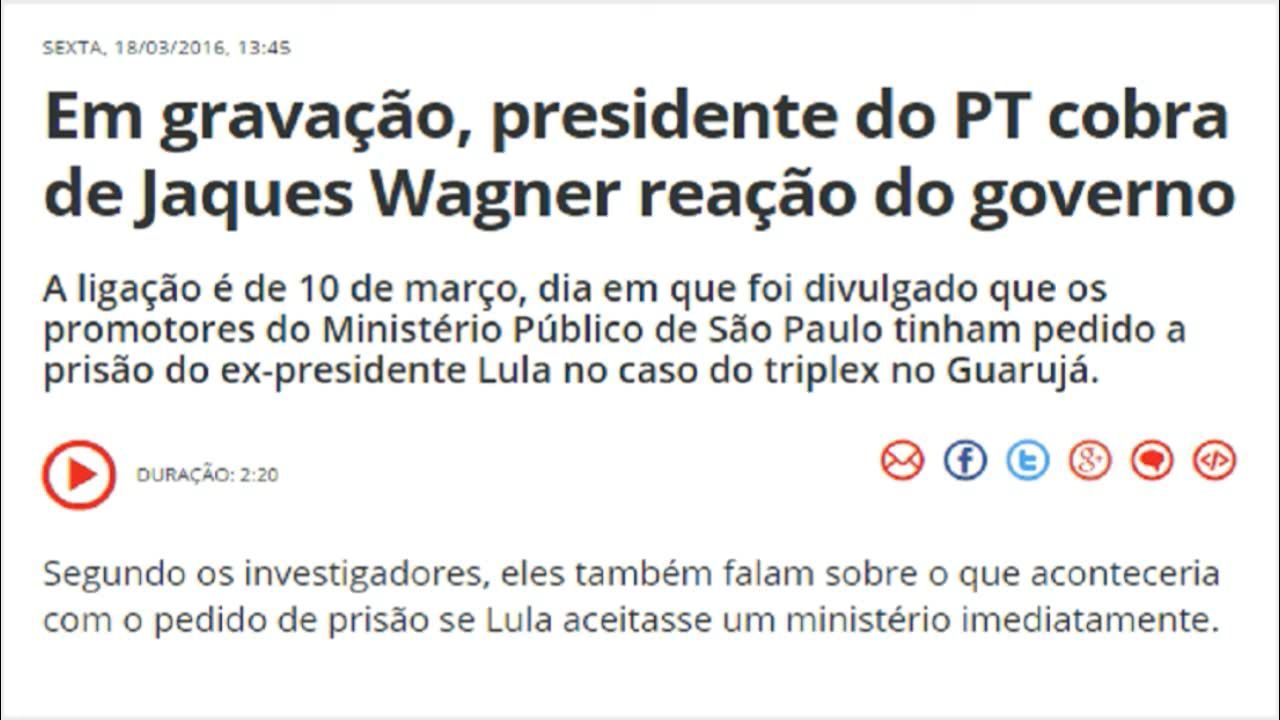 SEXTA, 18/03/2016, 13:45
Em gravação, presidente do PT cobra
de Jaques Wagner reação do governo
A ligação é de 10 de março, dia em que foi divulgado que os
promotores do Ministério Público de São Paulo tinham pedido a
prisão do ex-presidente Lula no caso do triplex no Guarujá.
DURAÇÃO: 2:20
Segundo os investigadores, eles também falam sobre o que aconteceria
com o pedido de prisão se Lula aceitasse um ministério imediatamente.